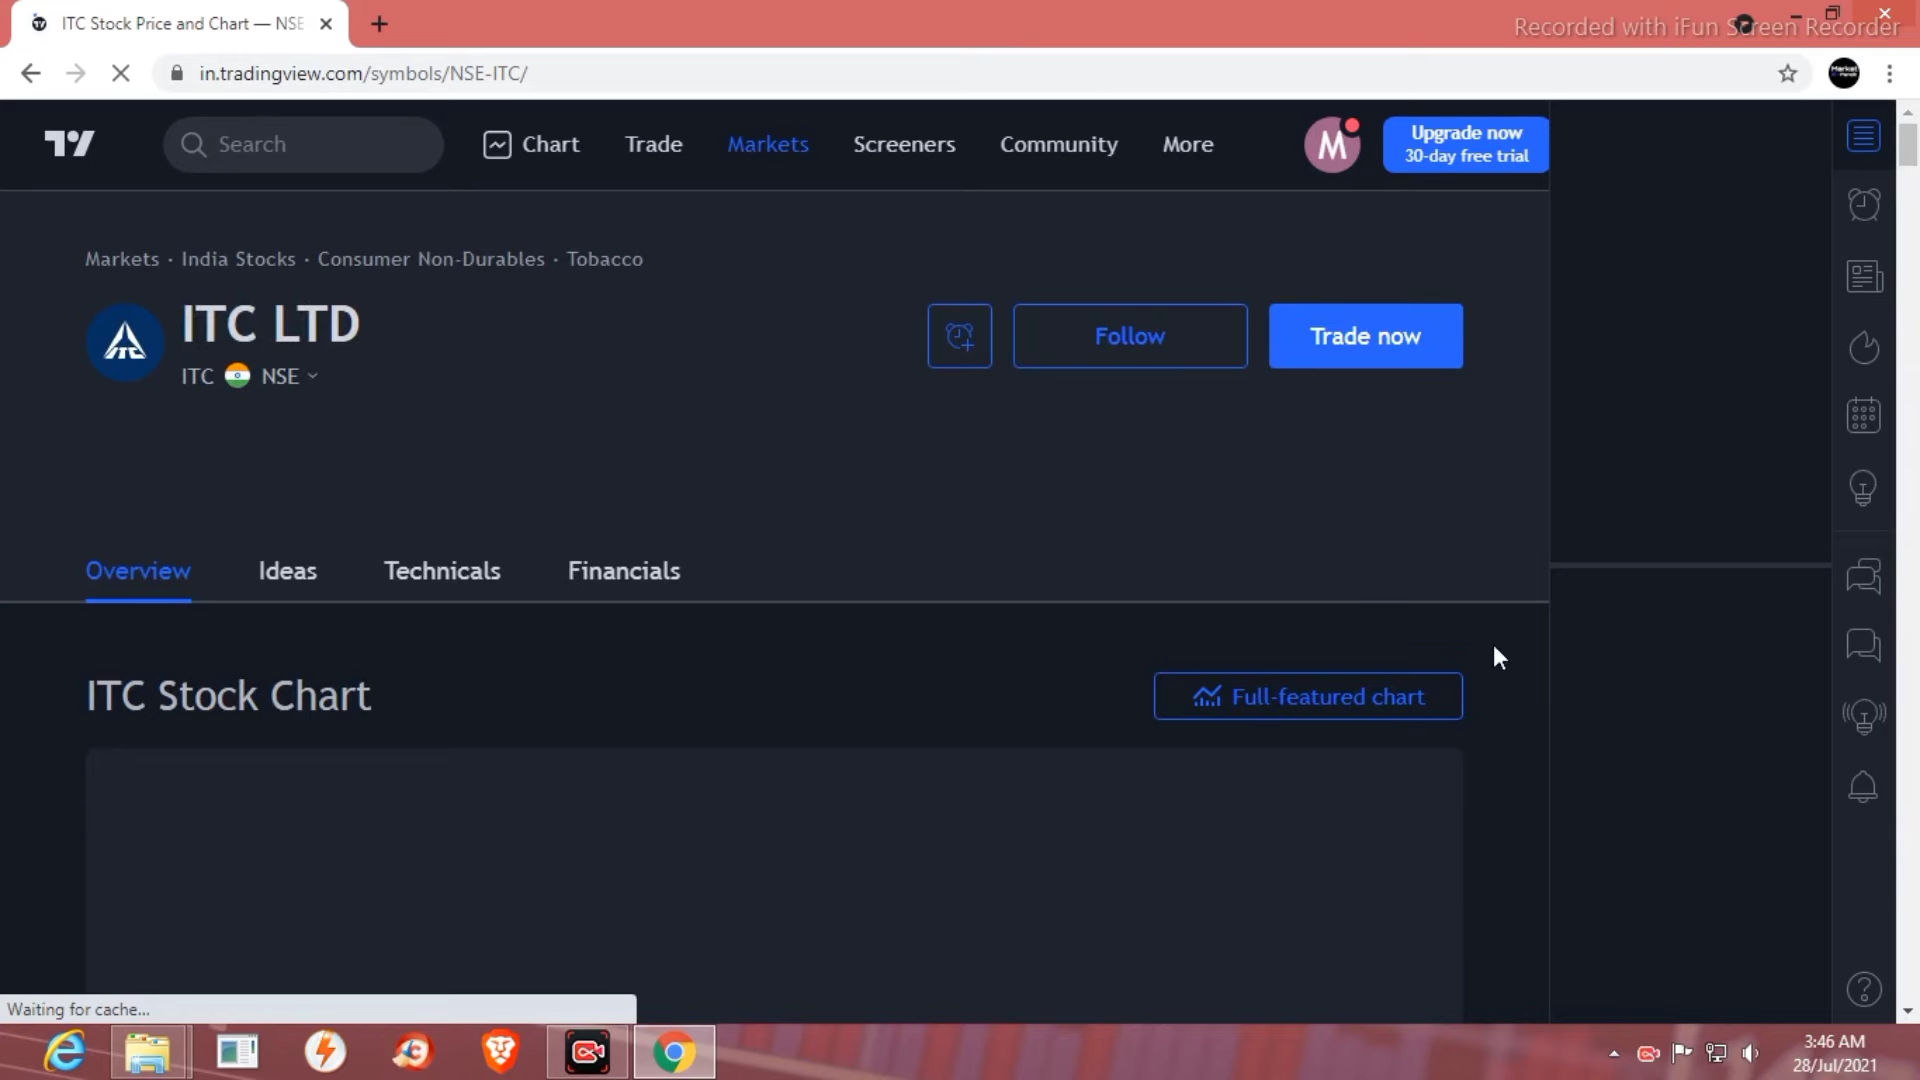 ITC Stock Price and Chart — NSE
Recorded with iFun Screen Recorder
in.tradingview.com/symbols/NSE-ITC/
Search
Chart
Trade
Markets
Screeners
Community
More
M
Upgrade now
30-day free trial
Markets · India Stocks · Consumer Non-Durables · Tobacco
ITC LTD
ITC NSE
Follow
Trade now
Overview
Ideas
Technicals
Financials
ITC Stock Chart
Full-featured chart
Waiting for cache...
3:46 AM
28/Jul/2021